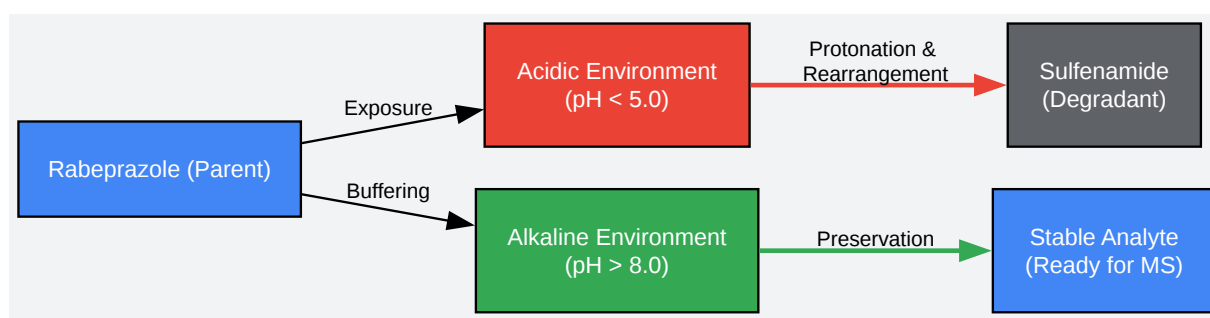 Rabeprazole (Parent)
Exposure
Acidic Environment
(pH < 5.0)
Protonation &
Rearrangement
Sulfenamide
(Degradant)
Buffering
Alkaline Environment
(pH > 8.0)
Preservation
Stable Analyte
(Ready for MS)